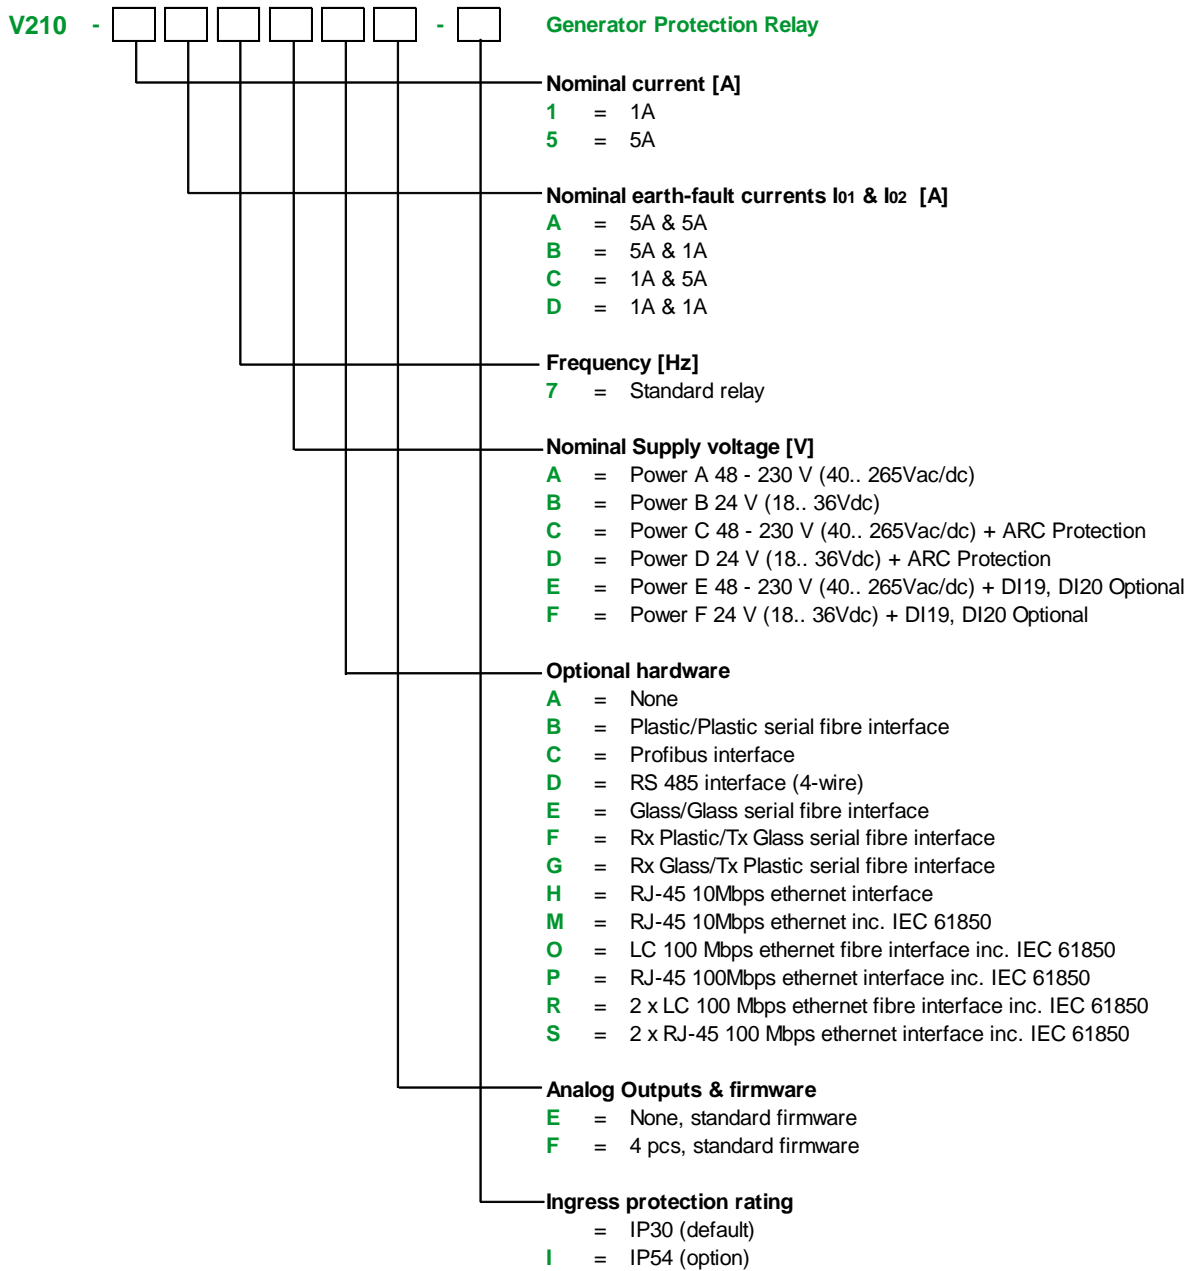 V210 - - Generator Protection Relay
Nominal current [A]
1 = 1A
5 = 5A
Nominal earth-fault currents I01 & I02 [A]
A = 5A & 5A
B = 5A & 1A
C = 1A & 5A
D = 1A & 1A
Frequency [Hz]
7 = Standard relay
Nominal Supply voltage [V]
A = Power A 48 - 230 V (40.. 265Vac/dc)
B = Power B 24 V (18.. 36Vdc)
C = Power C 48 - 230 V (40.. 265Vac/dc) + ARC Protection
D = Power D 24 V (18.. 36Vdc) + ARC Protection
E = Power E 48 - 230 V (40.. 265Vac/dc) + DI19, DI20 Optional
F = Power F 24 V (18.. 36Vdc) + DI19, DI20 Optional
Optional hardware
A = None
B = Plastic/Plastic serial fibre interface
C = Profibus interface
D = RS 485 interface (4-wire)
E = Glass/Glass serial fibre interface
F = Rx Plastic/Tx Glass serial fibre interface
G = Rx Glass/Tx Plastic serial fibre interface
H = RJ-45 10Mbps ethernet interface
M = RJ-45 10Mbps ethernet inc. IEC 61850
O = LC 100 Mbps ethernet fibre interface inc. IEC 61850
P = RJ-45 100Mbps ethernet interface inc. IEC 61850
R = 2 x LC 100 Mbps ethernet fibre interface inc. IEC 61850
S = 2 x RJ-45 100 Mbps ethernet interface inc. IEC 61850
Analog Outputs & firmware
E = None, standard firmware
F = 4 pcs, standard firmware
Ingress protection rating
= IP30 (default)
I = IP54 (option)